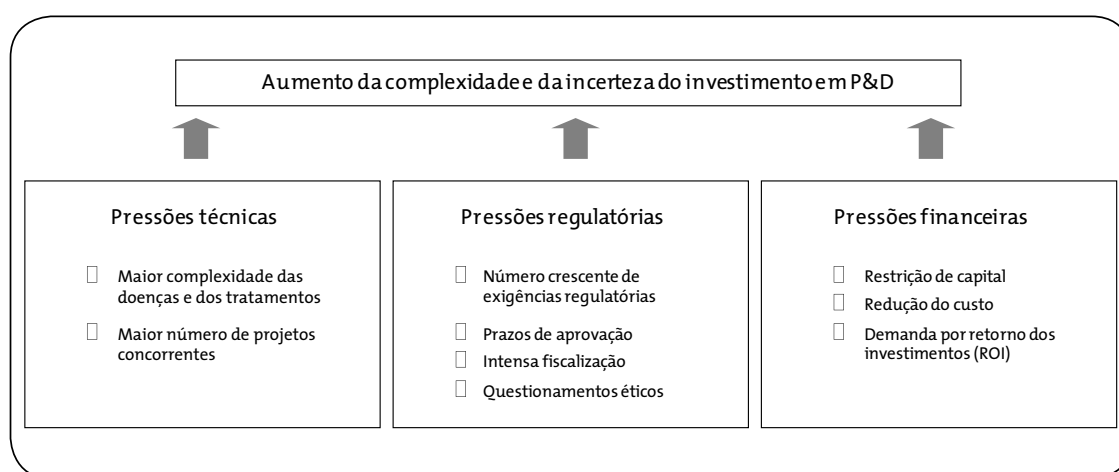 Aumento da complexidade e da incerteza do investimento em P&D
Pressões técnicas
Maior complexidade das
doenças e dos tratamentos
Maior número de projetos
concorrentes
Pressões regulatórias
Número crescente de
exigências regulatórias
Prazos de aprovação
Intensa fiscalização
Questionamentos éticos
Pressões financeiras
Restrição de capital
Redução do custo
Demanda por retorno dos
investimentos (ROI)